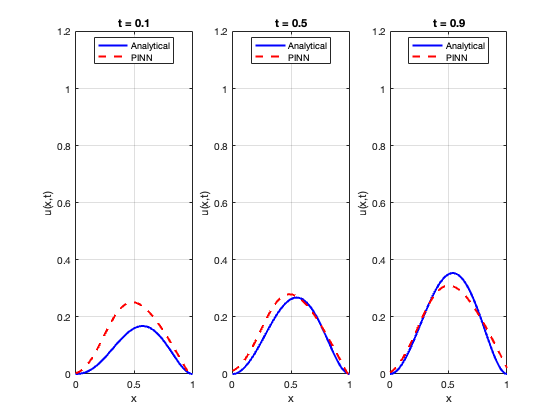 t = 0.1
1.2
1
0.8
0.6
0.4
0.2
0
u(x,t)
Analytical
PINN
0
0.5
1
x
t = 0.5
1.2
1
0.8
0.6
0.4
0.2
0
u(x,t)
Analytical
PINN
0
0.5
1
x
t = 0.9
1.2
1
0.8
0.6
0.4
0.2
0
u(x,t)
Analytical
PINN
0
0.5
1
x